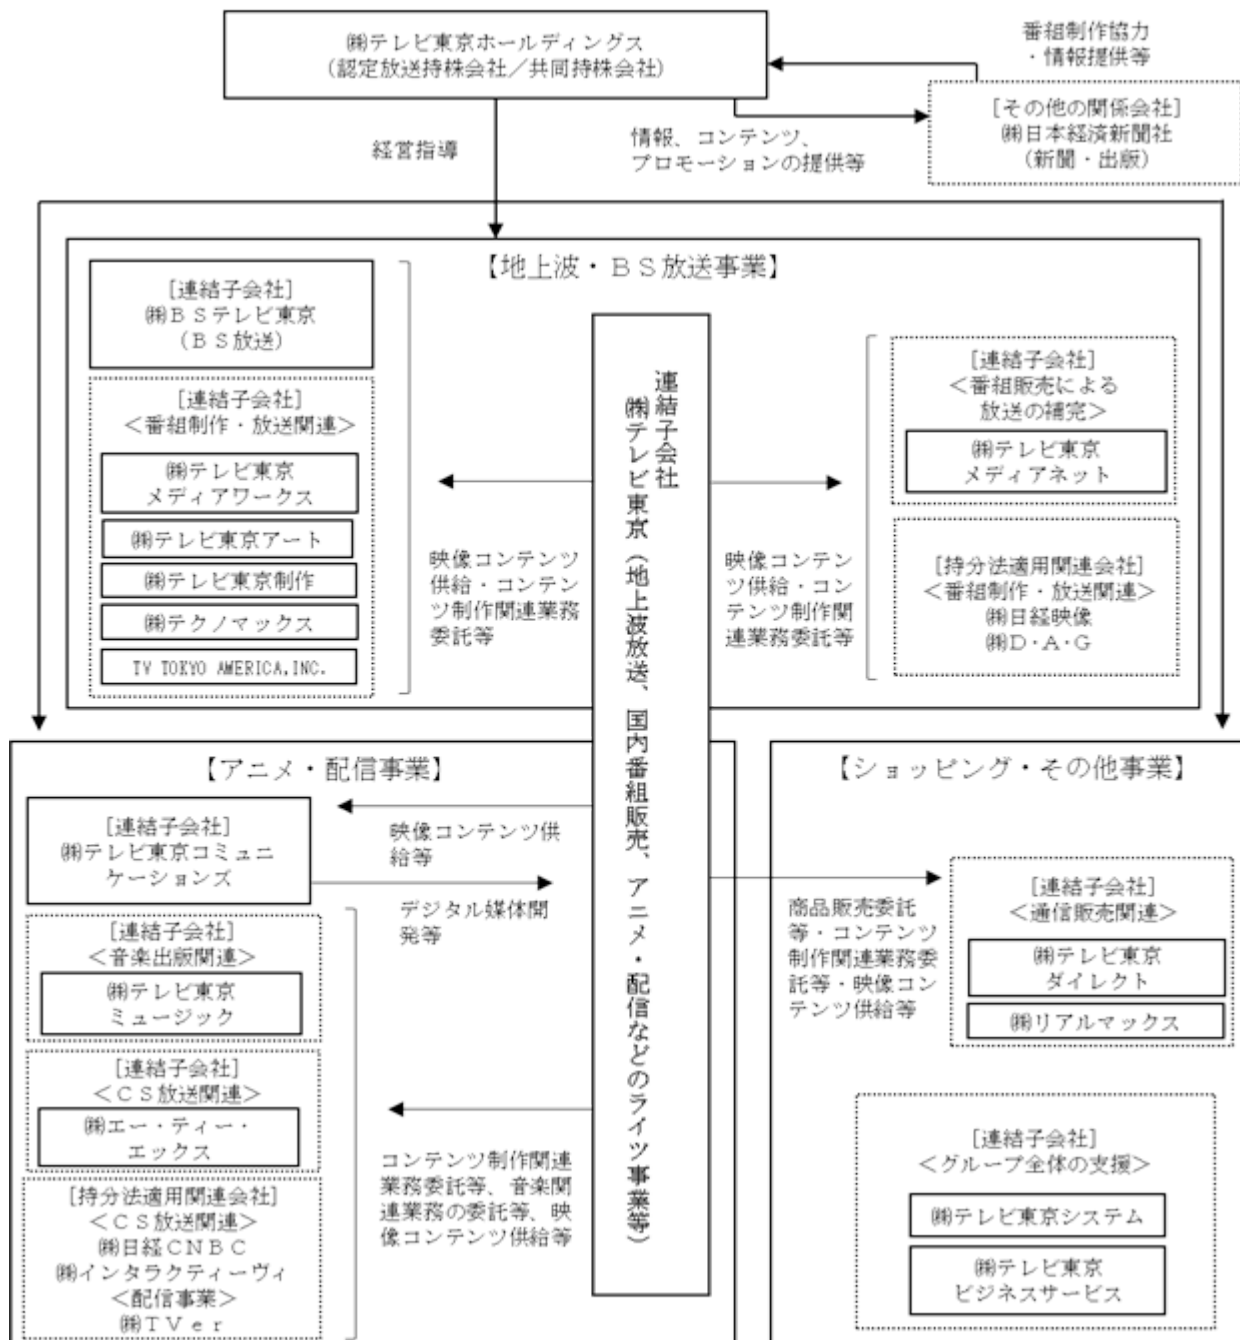 ㈱テレビ東京ホールディングス
(認定放送持株会社／共同持株会社)
番組制作協力
・情報提供等
[その他の関係会社]
㈱日本経済新聞社
(新聞・出版)
経営指導
情報、コンテンツ、
プロモーションの提供等
【地上波・ＢＳ放送事業】
[連結子会社]
㈱ＢＳテレビ東京
(ＢＳ放送)
[連結子会社]
＜番組制作・放送関連＞
㈱テレビ東京
メディアワークス
㈱テレビ東京アート
㈱テレビ東京制作
㈱テクノマックス
TV TOKYO AMERICA,INC.
映像コンテンツ
供給・コンテン
ツ制作関連業務
委託等
連結子会社
㈱テレビ東京（地上波放送、国内番組販売、アニメ・配信などのライツ事業等）
映像コンテン
ツ供給・コン
テンツ制作関
連業務委託等
[連結子会社]
＜番組販売による
放送の補完＞
㈱テレビ東京
メディアネット
[持分法適用関連会社]
＜番組制作・放送関連＞
㈱日経映像
㈱Ｄ・Ａ・Ｇ
【アニメ・配信事業】
[連結子会社]
㈱テレビ東京コミュニ
ケーションズ
映像コンテンツ供
給等
デジタル媒体開
発等
[連結子会社]
＜音楽出版関連＞
㈱テレビ東京
ミュージック
[連結子会社]
＜ＣＳ放送関連＞
㈱エー・ティー・
エックス
[持分法適用関連会社]
＜ＣＳ放送関連＞
㈱日経ＣＮＢＣ
㈱インタラクティーヴィ
＜配信事業＞
㈱ＴＶｅｒ
コンテンツ制作関連
業務委託等、音楽関
連業務の委託等、映
像コンテンツ供給等
【ショッピング・その他事業】
商品販売委託
等・コンテンツ
制作関連業務委
託等・映像コン
テンツ供給等
[連結子会社]
＜通信販売関連＞
㈱テレビ東京
ダイレクト
㈱リアルマックス
[連結子会社]
＜グループ全体の支援＞
㈱テレビ東京システム
㈱テレビ東京
ビジネスサービス